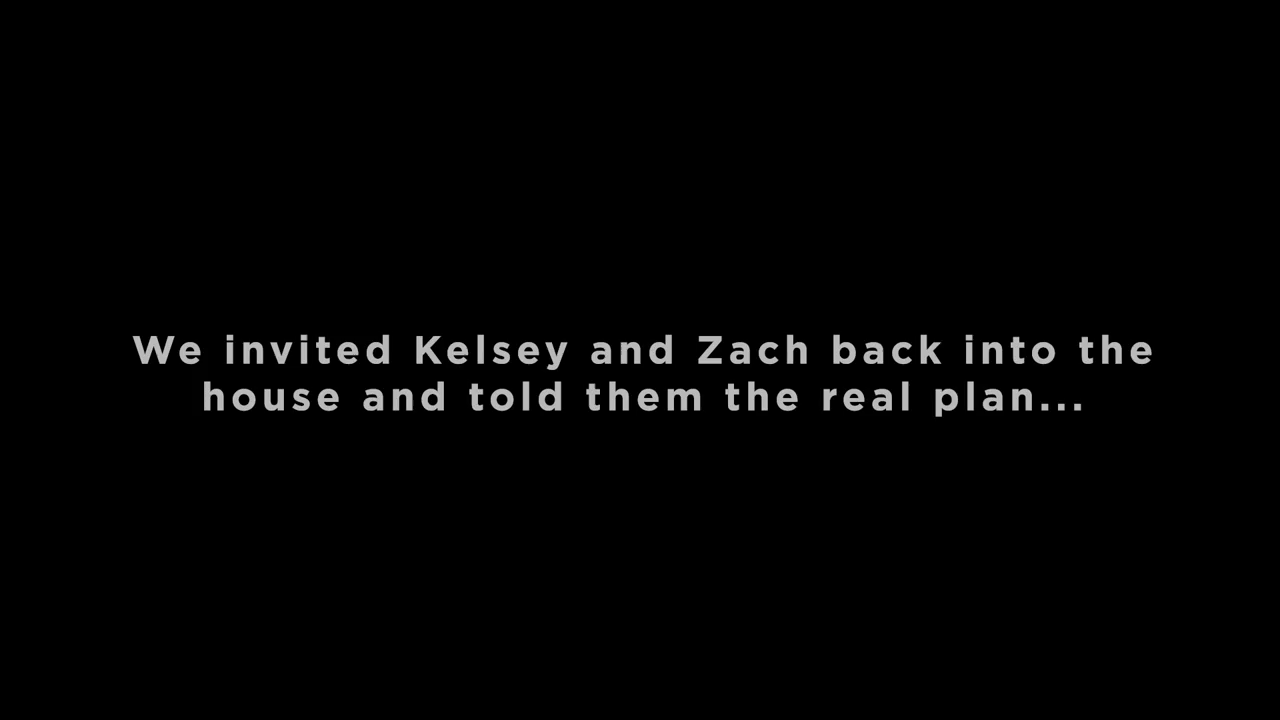 We invited Kelsey and Zach back into the
house and told them the real plan...